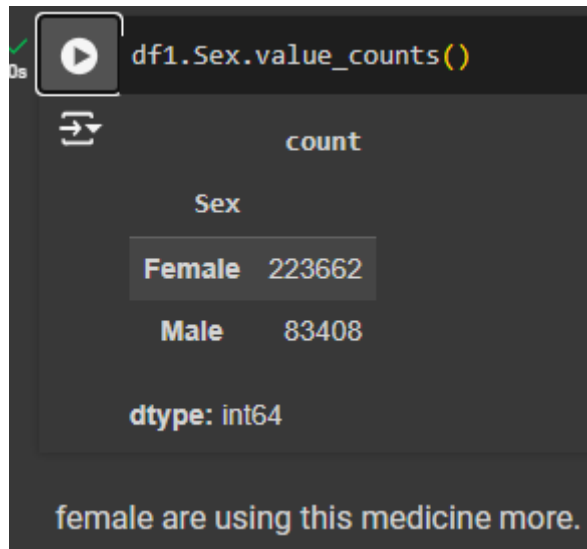 df1.Sex.value_counts()
0s
count
Sex
Female 223662
Male 83408
dtype: int64
female are using this medicine more.